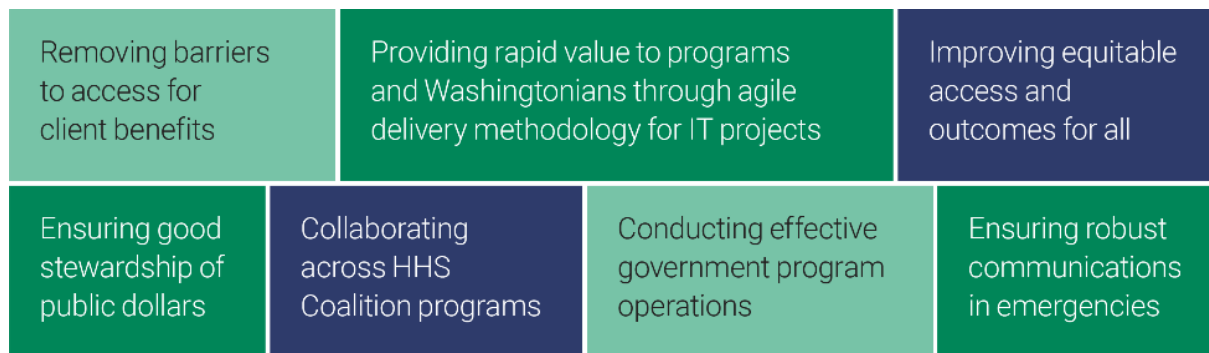 Removing barriers
to access for
client benefits
Providing rapid value to programs
and Washingtonians through agile
delivery methodology for IT projects
Improving equitable
access and
outcomes for all
Ensuring good
stewardship of
public dollars
Collaborating
across HHS
Coalition programs
Conducting effective
government program
operations
Ensuring robust
communications
in emergencies